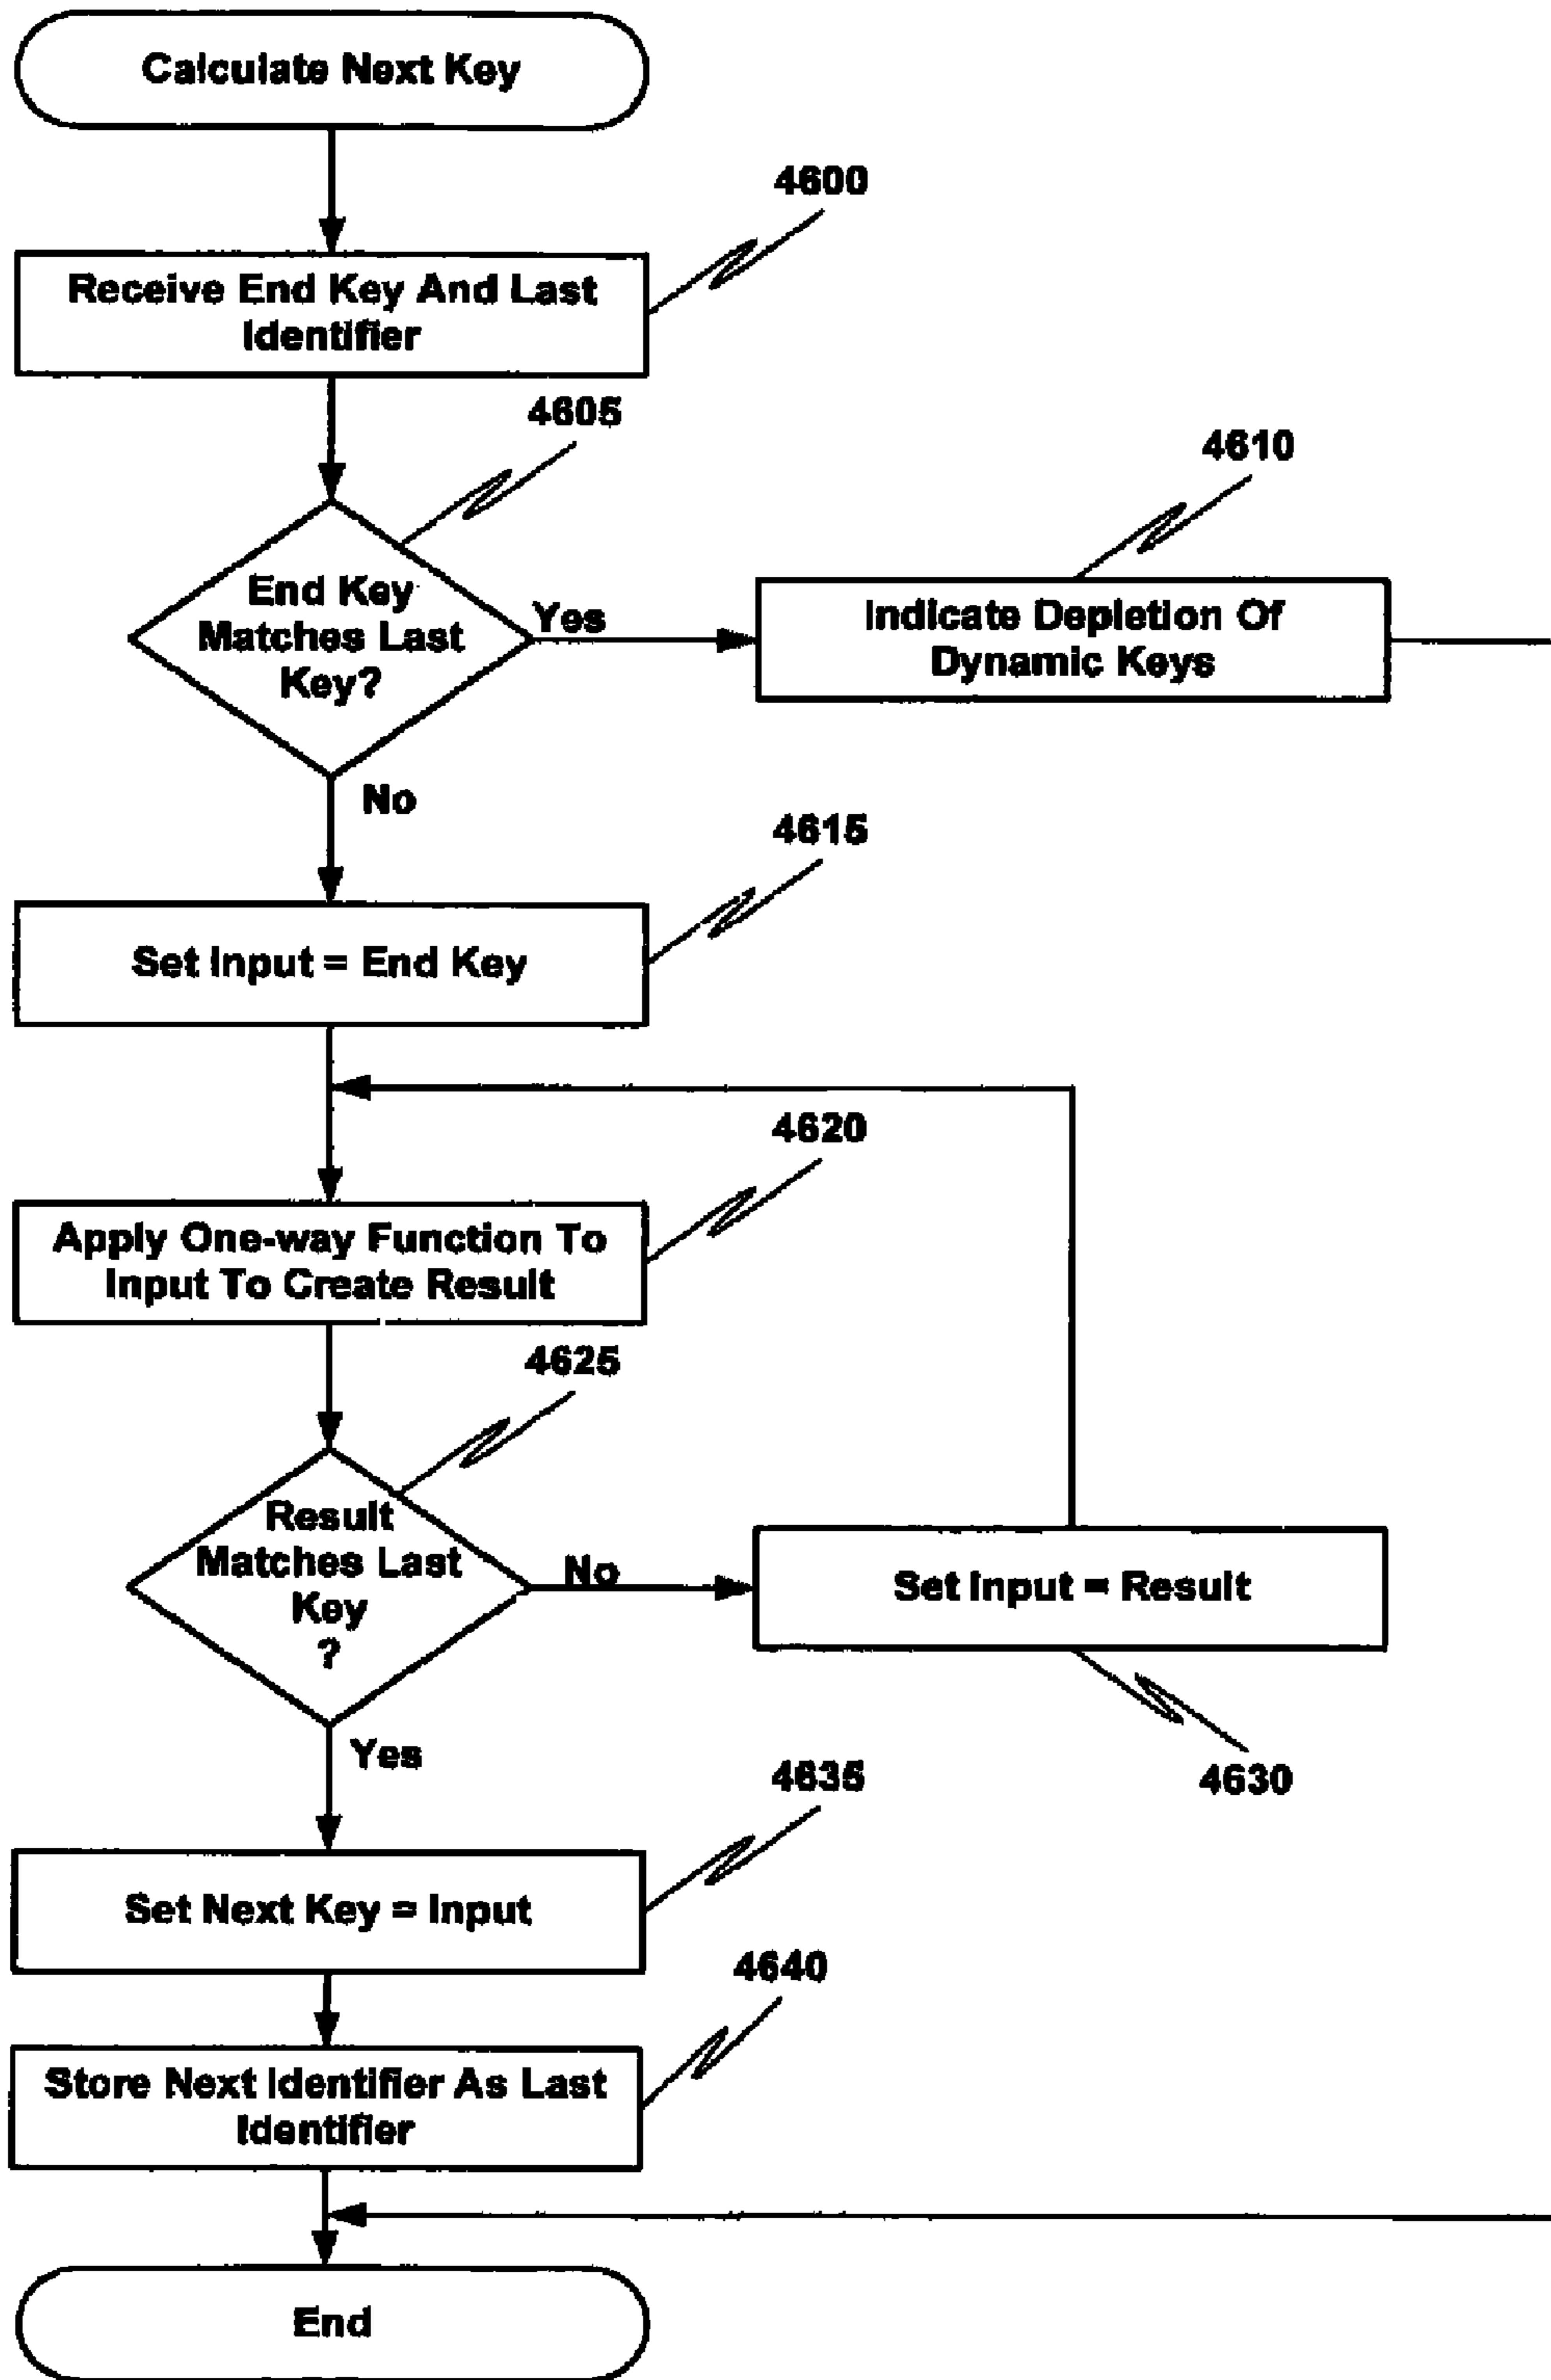 Calculate Next Key
4600
Receive End Key And Last
Identifier
4605
4610
End Key
Matches Last
Key?
Yes
Indicate Depletion Of
Dynamic Keys
No
4615
Set Input = End Key
4620
Apply One-way Function To
Input To Create Result
4625
Result
Matches Last
Key
?
No
Set Input = Result
Yes
4635
4630
Set Next Key = Input
4640
Store Next Identifier As Last
Identifier
End